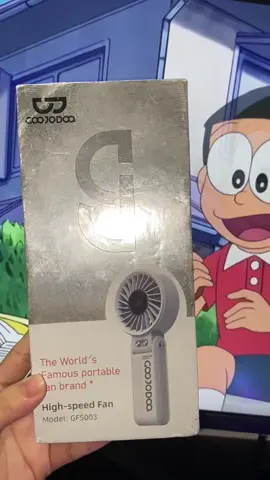 GOOJODOQ
The World's
Famous portable
fan brand *
High-speed Fan
Model: GFS003
GOOJODOQ